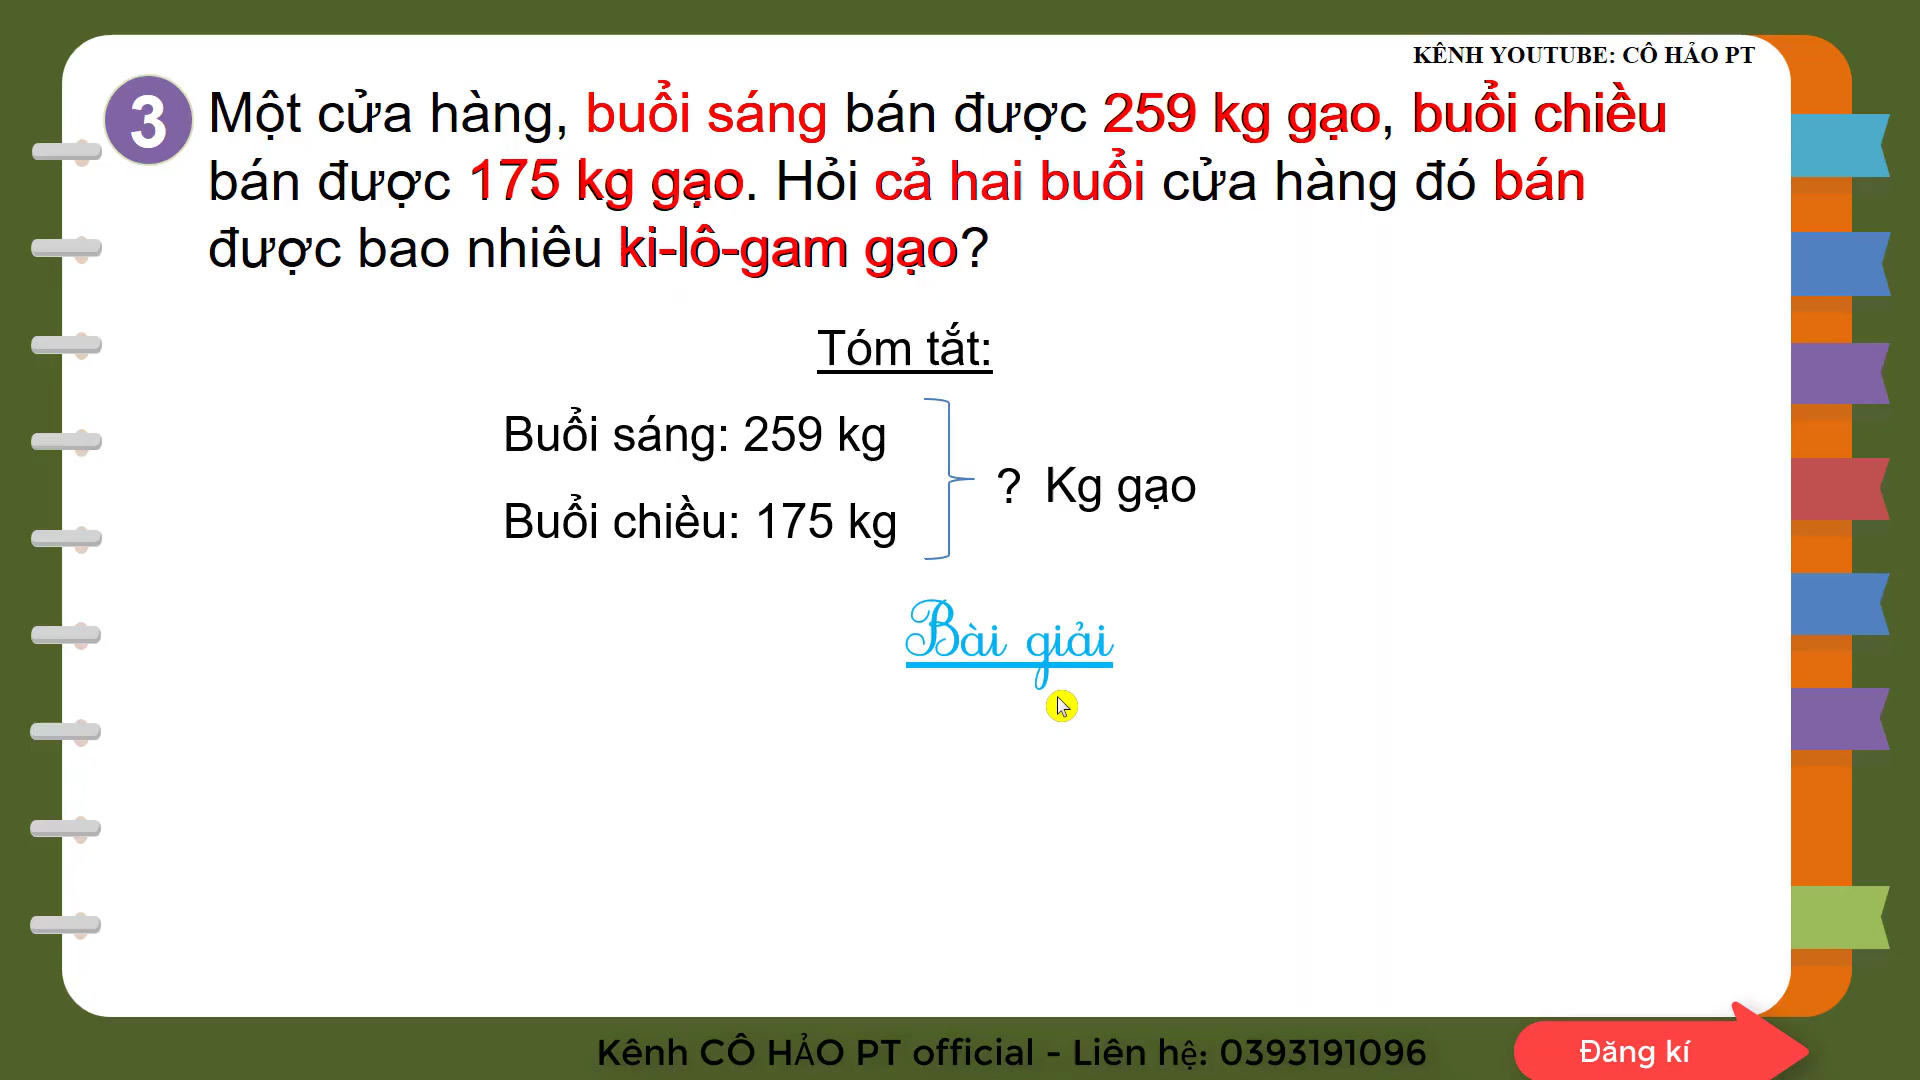 KÊNH YOUTUBE: CÔ HẢO PT
3
Một cửa hàng, buổi sáng bán được 259 kg gạo, buổi chiều
bán được 175 kg gạo. Hỏi cả hai buổi cửa hàng đó bán
được bao nhiêu ki-lô-gam gạo?
Tóm tắt:
Buổi sáng: 259 kg
Buổi chiều: 175 kg
? Kg gạo
Bài giải
Kênh CÔ HẢO PT official - Liên hệ: 0393191096
Đăng kí